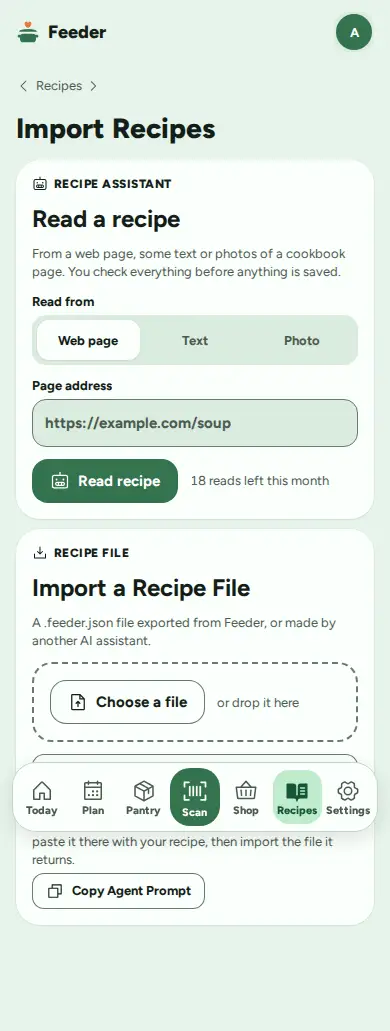 Feeder
A
Recipes
Import Recipes
RECIPE ASSISTANT
Read a recipe
From a web page, some text or photos of a cookbook
page. You check everything before anything is saved.
Read from
Web page Text Photo
Page address
https://example.com/soup
Read recipe 18 reads left this month
RECIPE FILE
Import a Recipe File
A .feeder.json file exported from Feeder, or made by
another AI assistant.
Choose a file or drop it here
Today Plan Pantry Scan Shop Recipes Settings
paste it there with your recipe, then import the file it
returns.
Copy Agent Prompt